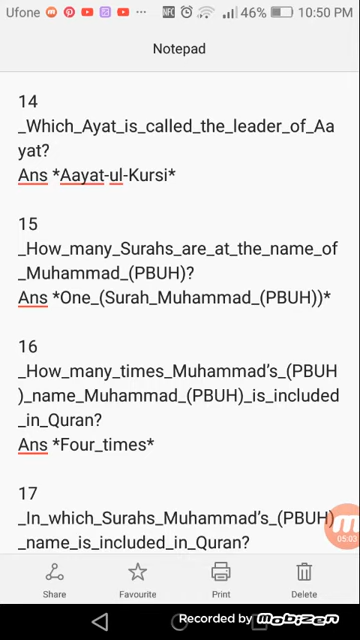 Ufone ... 46% 10:50 PM
Notepad
14
_Which_Ayat_is_called_the_leader_of_Aa
yat?
Ans *Aayat-ul-Kursi*
15
_How_many_Surahs_are_at_the_name_of
_Muhammad_(PBUH)?
Ans *One_(Surah_Muhammad_(PBUH))*
16
_How_many_times_Muhammad’s_(PBUH
)_name_Muhammad_(PBUH)_is_included
_in_Quran?
Ans *Four_times*
17
_In_which_Surahs_Muhammad’s_(PBUH)
_name_is_included_in_Quran?
05:03
Share Favourite Print Delete
Recorded by Mobizen